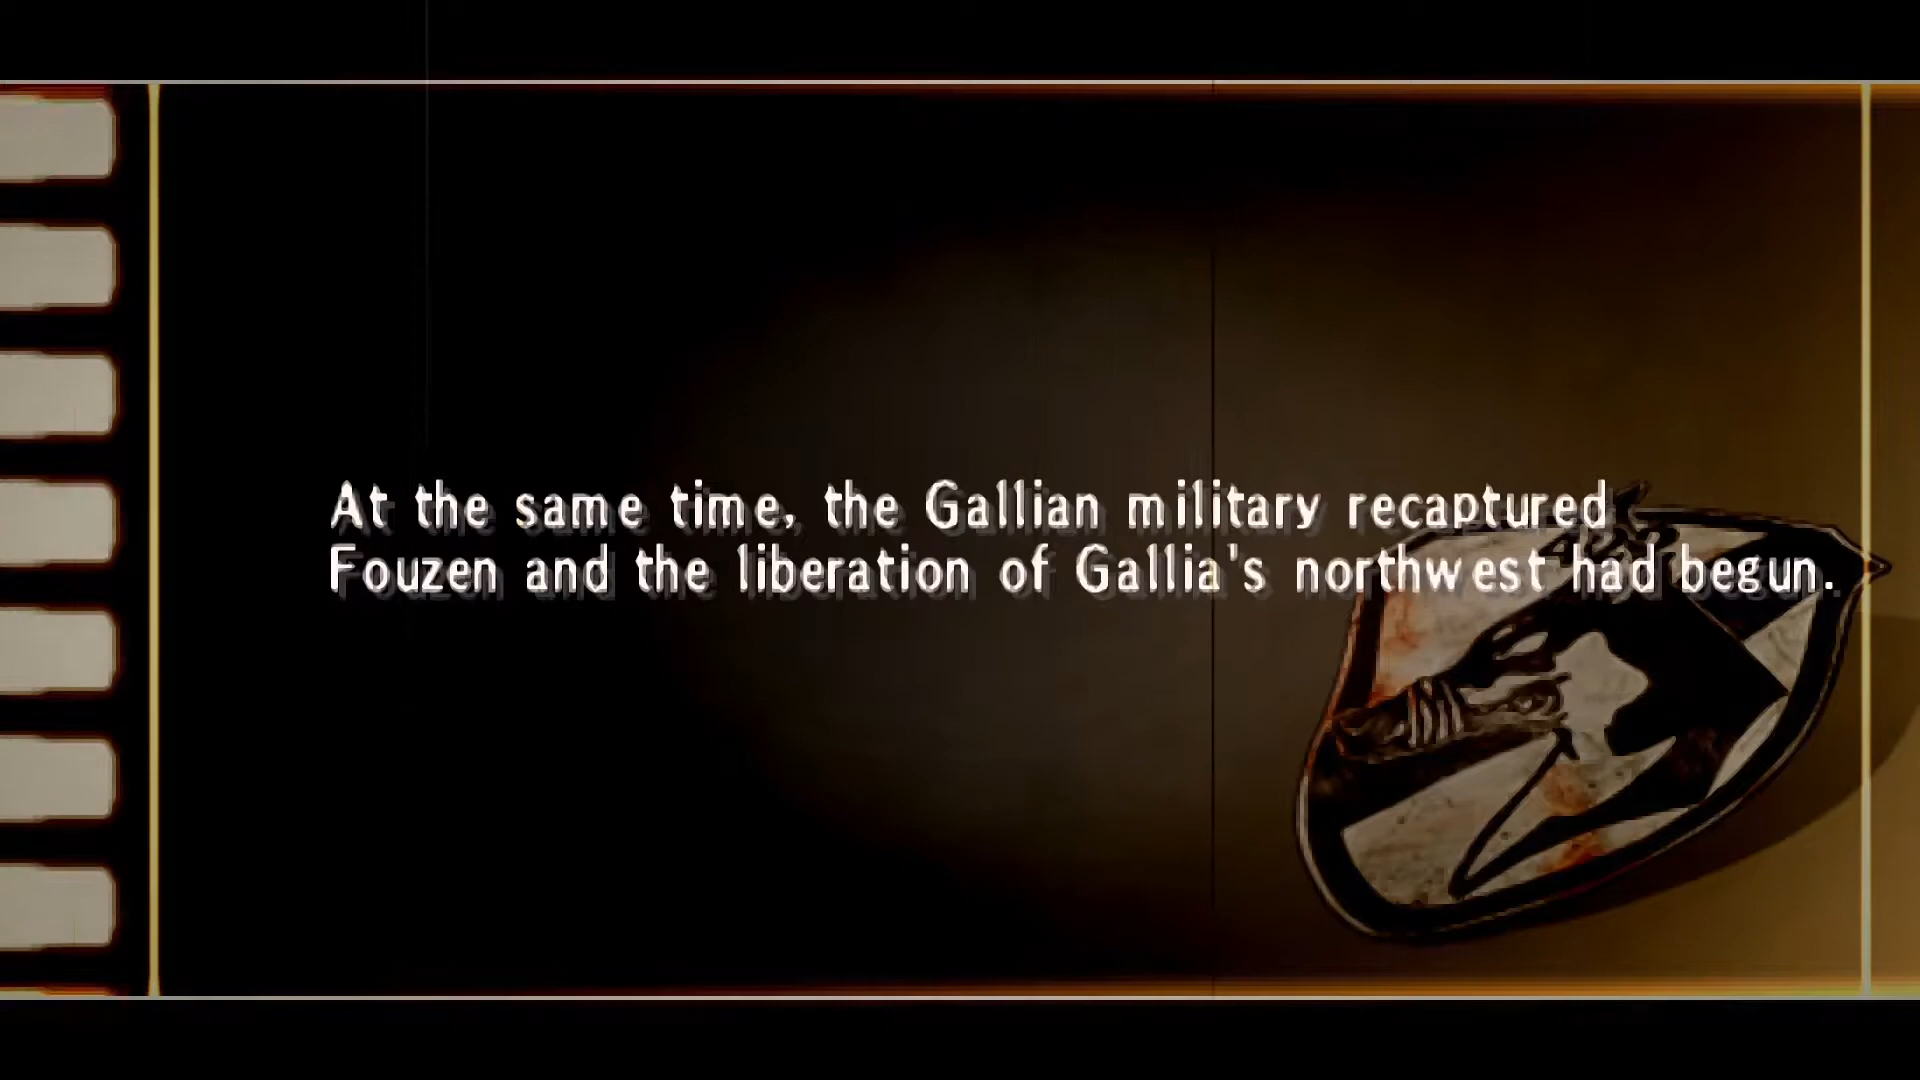 At the same time, the Gallian military recaptured
Fouzen and the liberation of Gallia's northwest had begun.